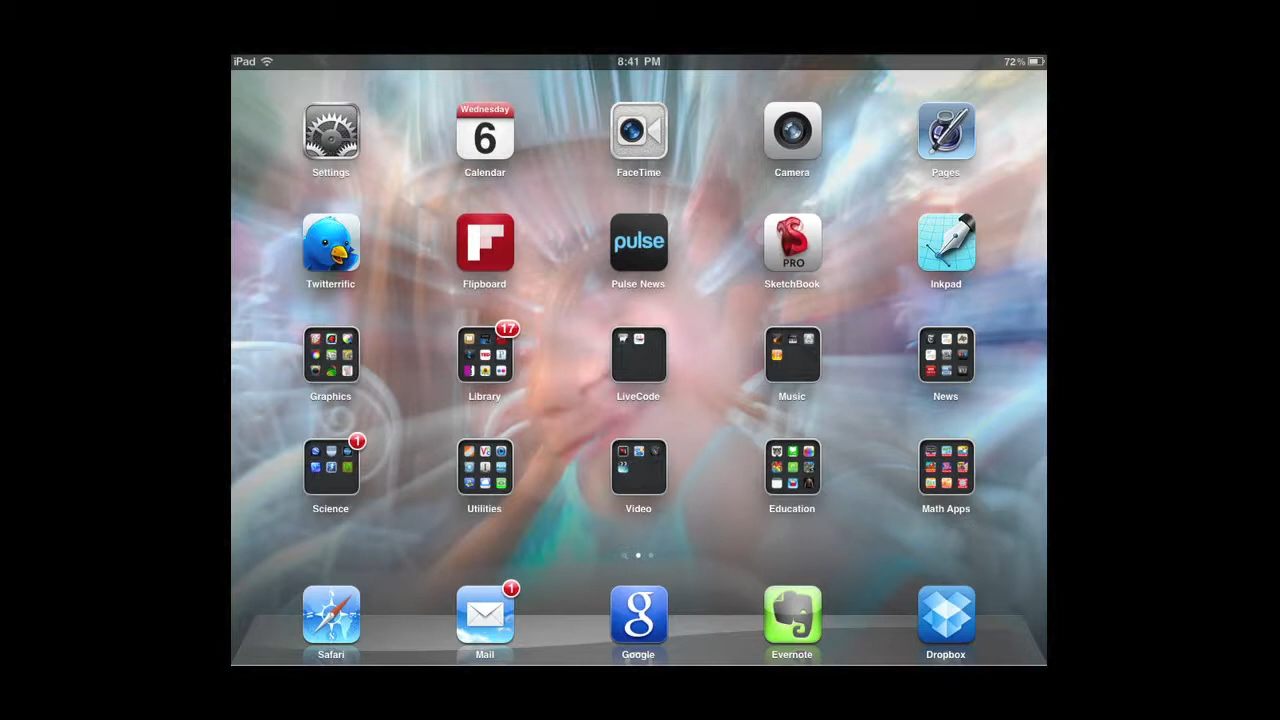 iPad 8:41 PM 72%
Wednesday
6
Settings Calendar FaceTime Camera Pages
pulse
PRO
Twitterrific Flipboard Pulse News SketchBook Inkpad
17
Graphics Library LiveCode Music News
1
Science Utilities Video Education Math Apps
1
g
Safari Mail Google Evernote Dropbox